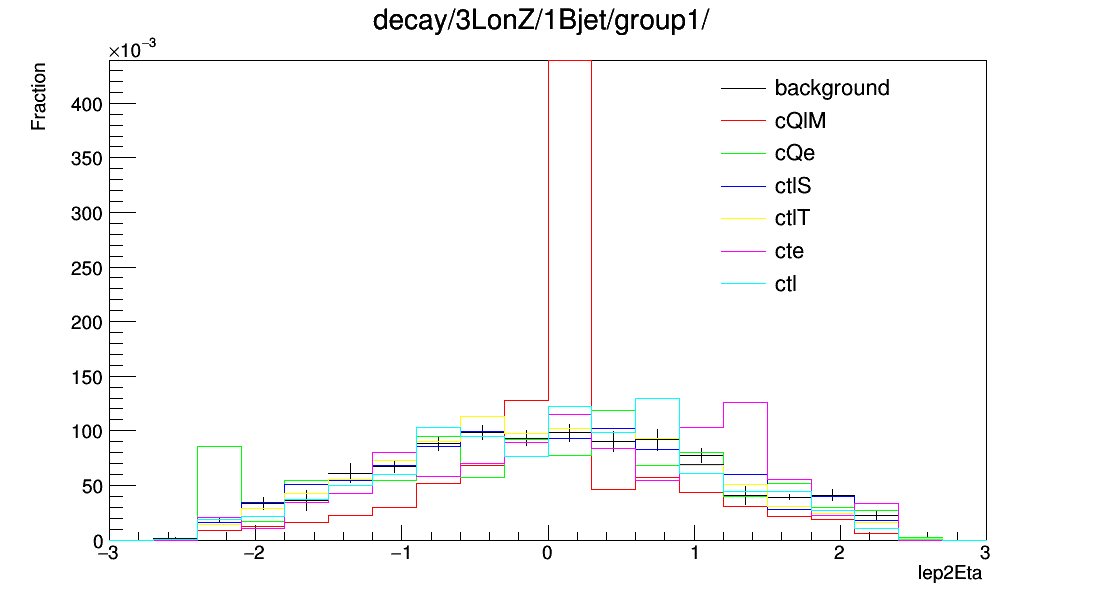 decay/3LonZ/1Bjet/group1/
×10⁻³
Fraction
400
350
300
250
200
150
100
50
0
background
cQlM
cQe
ctlS
ctlT
cte
ctl
−3 −2 −1 0 1 2 3
lep2Eta